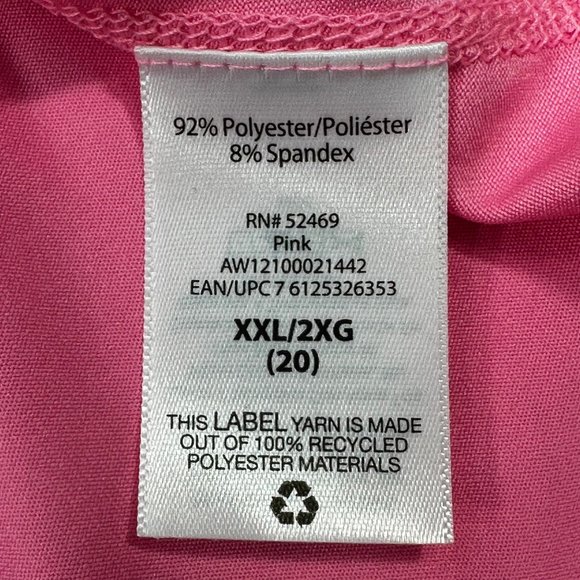 92% Polyester/Poliéster
8% Spandex
RN# 52469
Pink
AW12100021442
EAN/UPC 7 6125326353
XXL/2XG
(20)
THIS LABEL YARN IS MADE
OUT OF 100% RECYCLED
POLYESTER MATERIALS